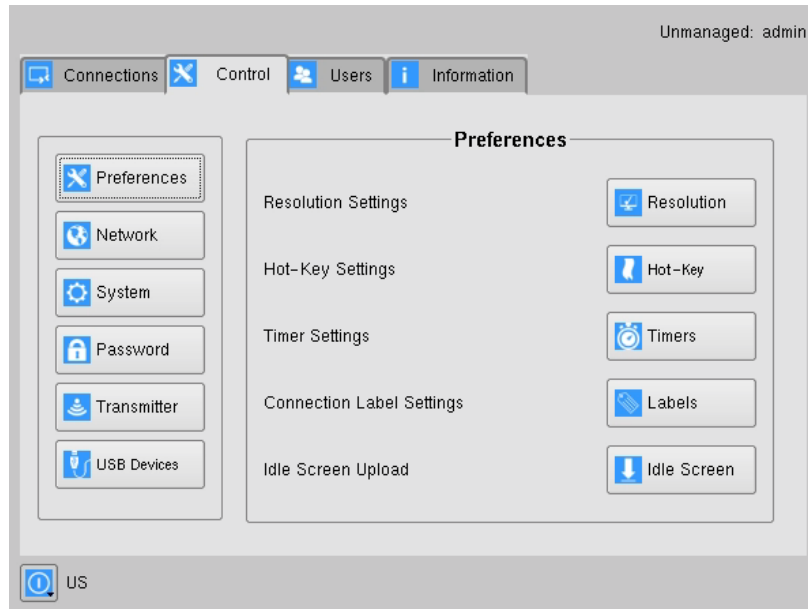 Unmanaged: admin
Connections Control Users Information
Preferences
Network
System
Password
Transmitter
USB Devices
Preferences
Resolution Settings Resolution
Hot-Key Settings Hot-Key
Timer Settings Timers
Connection Label Settings Labels
Idle Screen Upload Idle Screen
US